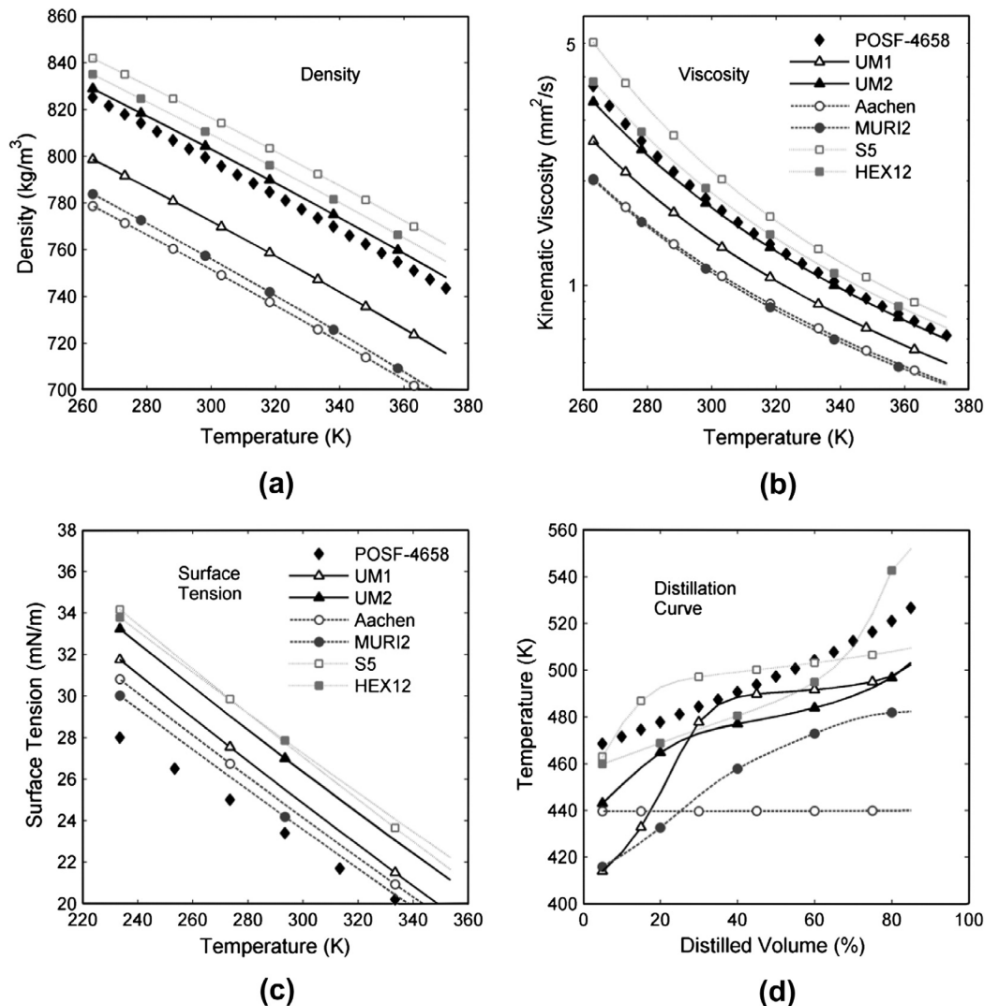 860
840
820
800
780
760
740
720
700
Density (kg/m³)
Density
260 280 300 320 340 360 380
Temperature (K)
(a)
5
1
Kinematic Viscosity (mm²/s)
Viscosity
POSF-4658
UM1
UM2
Aachen
MURI2
S5
HEX12
260 280 300 320 340 360 380
Temperature (K)
(b)
38
36
34
32
30
28
26
24
22
20
Surface Tension (mN/m)
Surface
Tension
POSF-4658
UM1
UM2
Aachen
MURI2
S5
HEX12
220 240 260 280 300 320 340 360
Temperature (K)
(c)
560
540
520
500
480
460
440
420
400
Temperature (K)
Distillation
Curve
0 20 40 60 80 100
Distilled Volume (%)
(d)